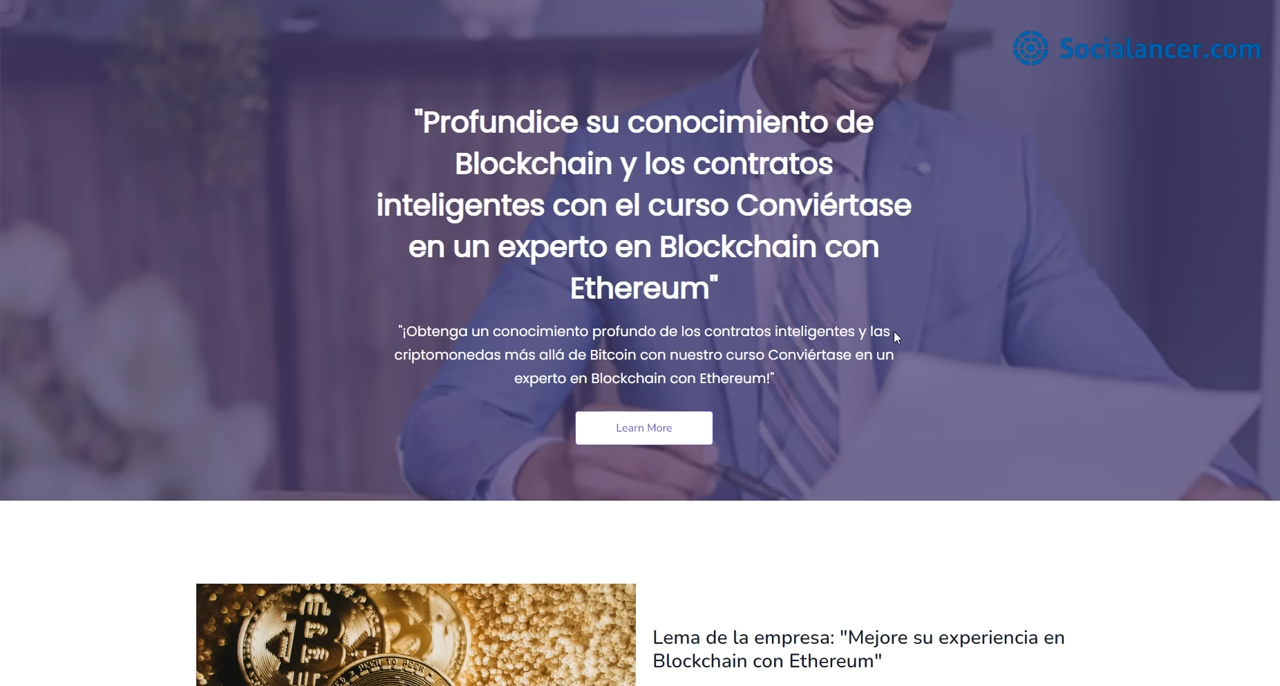 Socialancer.com
"Profundice su conocimiento de
Blockchain y los contratos
inteligentes con el curso Conviértase
en un experto en Blockchain con
Ethereum"
"¡Obtenga un conocimiento profundo de los contratos inteligentes y las
criptomonedas más allá de Bitcoin con nuestro curso Conviértase en un
experto en Blockchain con Ethereum!"
Learn More
Lema de la empresa: "Mejore su experiencia en
Blockchain con Ethereum"